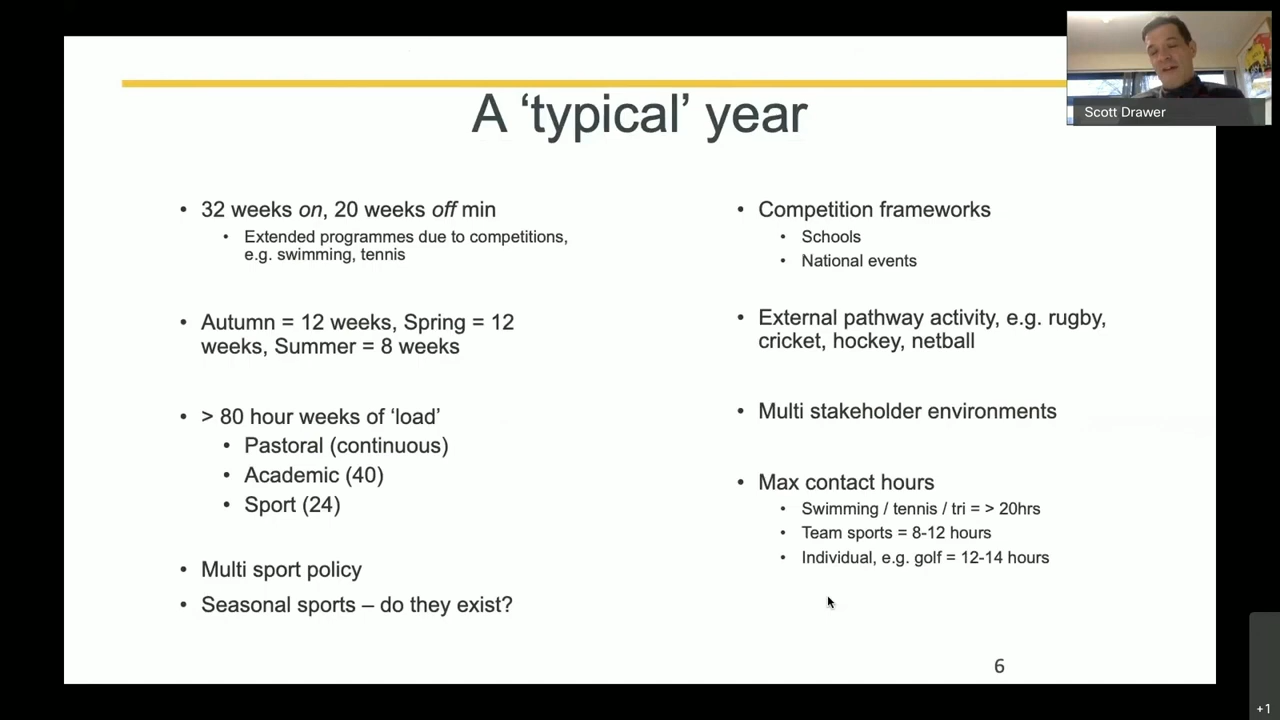 Scott Drawer
A ‘typical’ year
• 32 weeks on, 20 weeks off min
• Extended programmes due to competitions,
e.g. swimming, tennis
• Autumn = 12 weeks, Spring = 12
weeks, Summer = 8 weeks
• > 80 hour weeks of ‘load’
• Pastoral (continuous)
• Academic (40)
• Sport (24)
• Multi sport policy
• Seasonal sports – do they exist?
• Competition frameworks
• Schools
• National events
• External pathway activity, e.g. rugby,
cricket, hockey, netball
• Multi stakeholder environments
• Max contact hours
• Swimming / tennis / tri = > 20hrs
• Team sports = 8-12 hours
• Individual, e.g. golf = 12-14 hours
6
+1